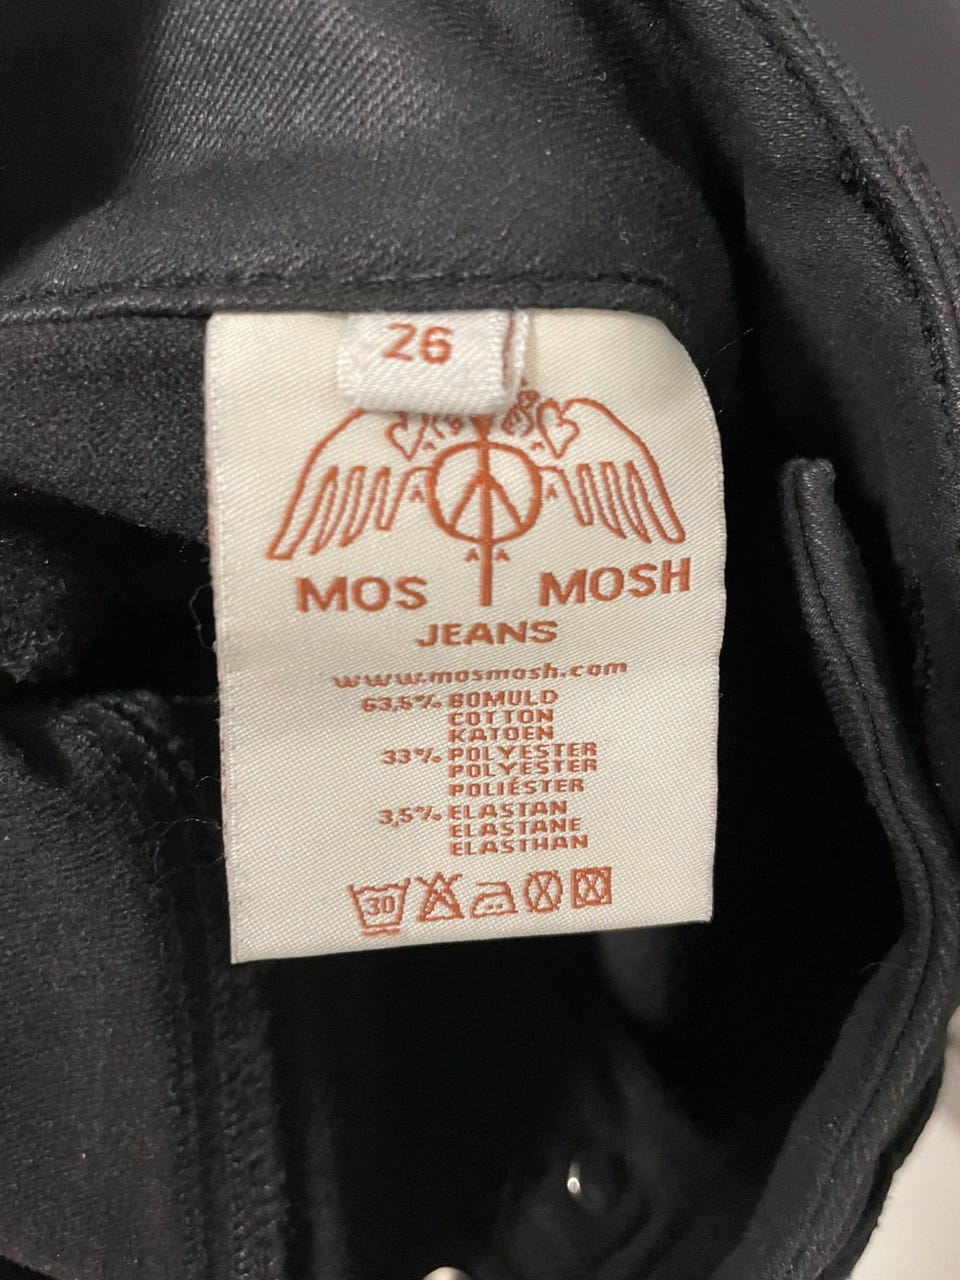 26
MOS MOSH
JEANS
www.mosmosh.com
63,5% BOMULD
COTTON
KATOEN
33% POLYESTER
POLYESTER
POLIÉSTER
3,5% ELASTAN
ELASTANE
ELASTHAN
30